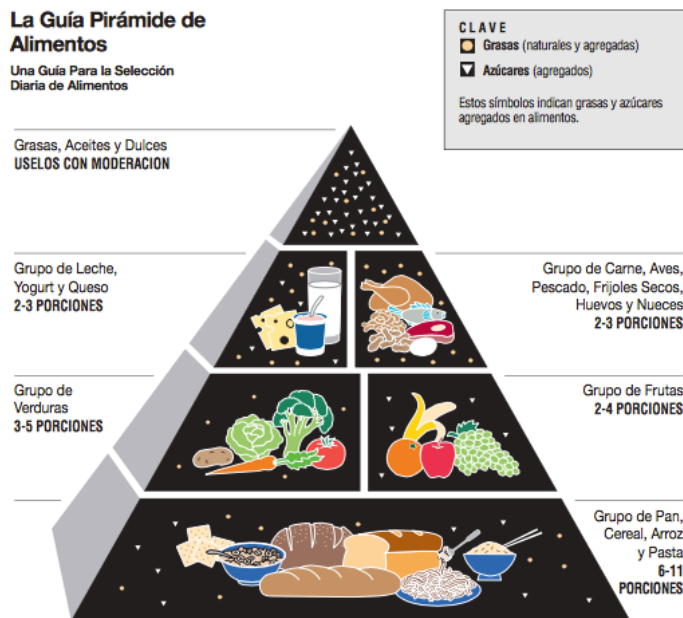 La Guía Pirámide de
Alimentos
Una Guía Para la Selección
Diaria de Alimentos
CLAVE
Grasas (naturales y agregadas)
Azúcares (agregados)
Estos símbolos indican grasas y azúcares
agregados en alimentos.
Grasas, Aceites y Dulces
USELOS CON MODERACION
Grupo de Leche,
Yogurt y Queso
2-3 PORCIONES
Grupo de Carne, Aves,
Pescado, Frijoles Secos,
Huevos y Nueces
2-3 PORCIONES
Grupo de
Verduras
3-5 PORCIONES
Grupo de Frutas
2-4 PORCIONES
Grupo de Pan,
Cereal, Arroz
y Pasta
6-11
PORCIONES